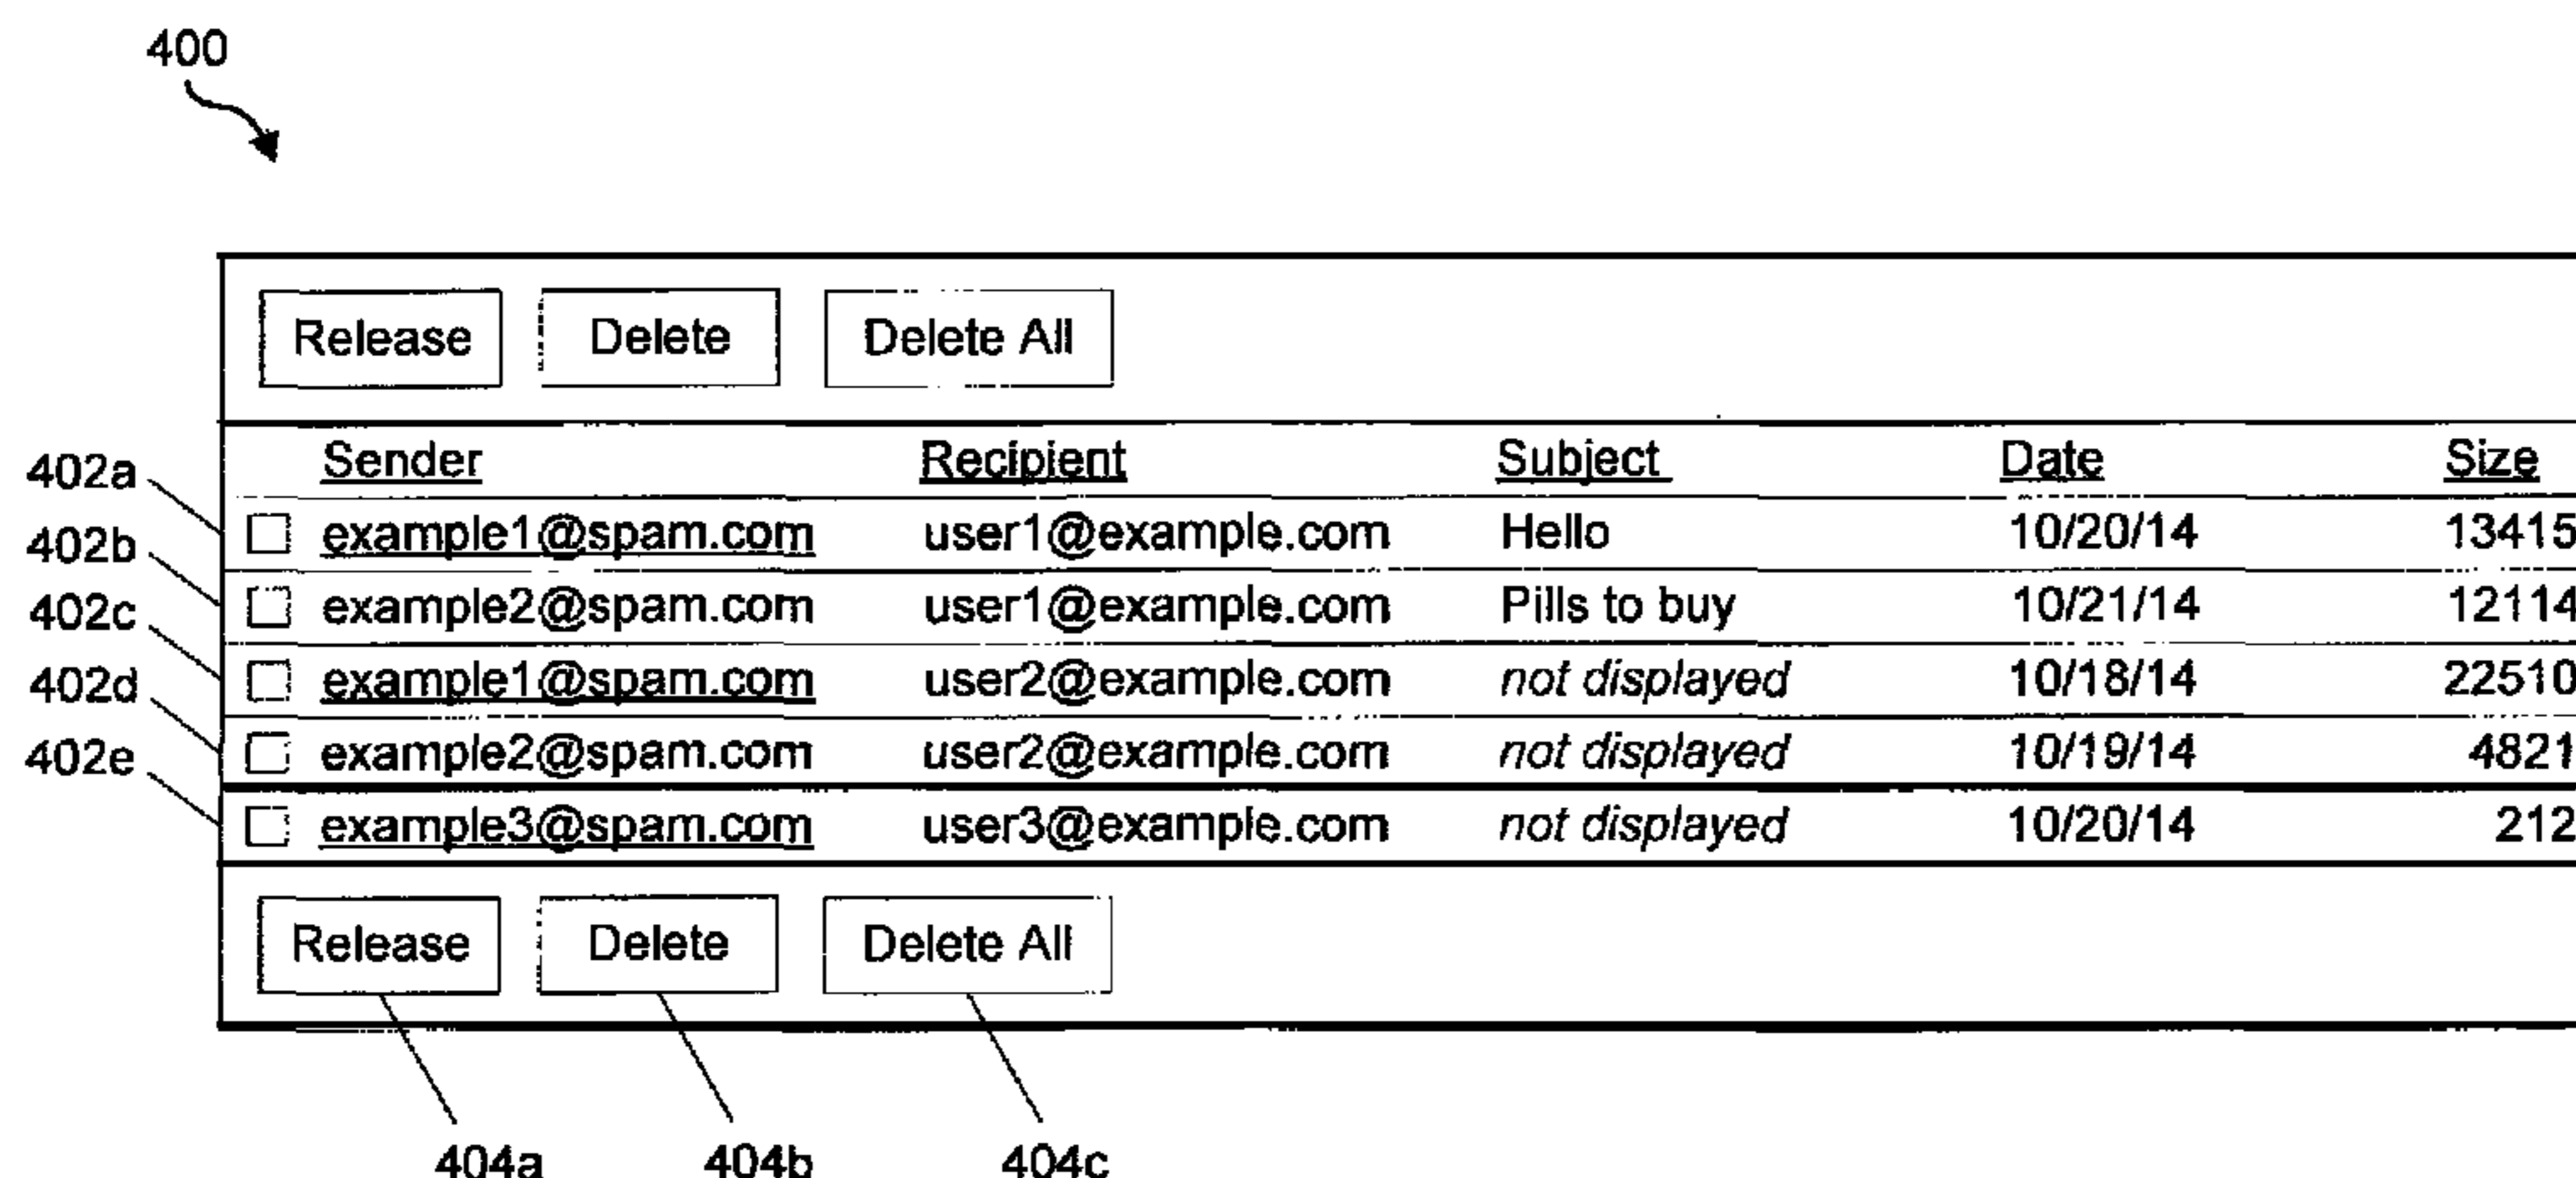 400
Release Delete Delete All
Sender Recipient Subject Date Size
402a example1@spam.com user1@example.com Hello 10/20/14 13415
402b example2@spam.com user1@example.com Pills to buy 10/21/14 12114
402c example1@spam.com user2@example.com not displayed 10/18/14 22510
402d example2@spam.com user2@example.com not displayed 10/19/14 4821
402e example3@spam.com user3@example.com not displayed 10/20/14 212
Release Delete Delete All
404a 404b 404c